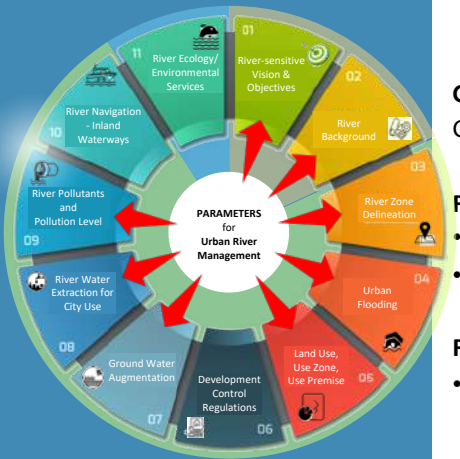 01
River-sensitive
Vision &
Objectives
02
River
Background
03
River Zone
Delineation
04
Urban
Flooding
Land Use,
Use Zone,
Use Premise
05
Development
Control
Regulations
06
Ground Water
Augmentation
07
River Water
Extraction for
City Use
08
River Pollutants
and
Pollution Level
09
River Navigation
- Inland
Waterways
10
11
River Ecology/
Environmental
Services
PARAMETERS
for
Urban River
Management